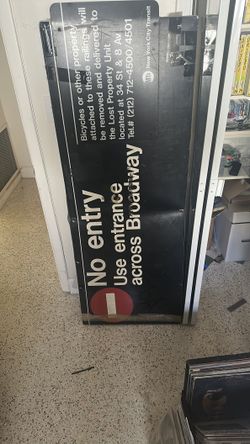 No entry
Use entrance
across Broadway
Bicycles or other property
attached to these railings will
be removed and delivered to
the Lost Property Unit
located at 34 St & 8 Av.
Tel.# (212) 712-4500/4501
New York City Transit